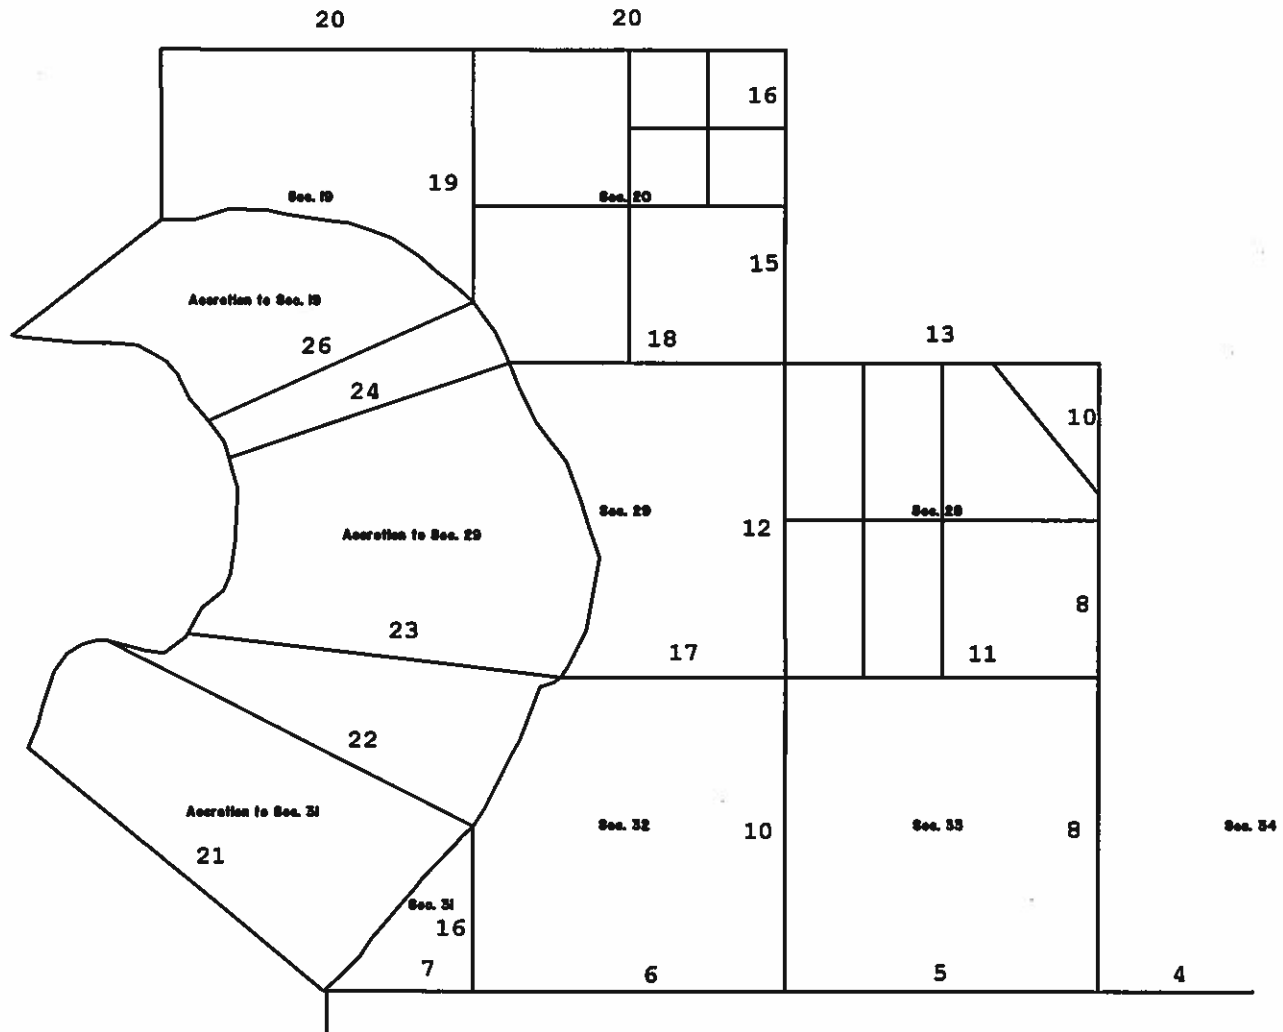 20 20
16
19
Sec. 19
Sec. 20
15
Accretion to Sec. 19
13
18
26
24
10
Sec. 29
Sec. 28
12
Accretion to Sec. 29
8
23
17
11
22
Accretion to Sec. 31
Sec. 32
10
Sec. 33
8
Sec. 34
21
Sec. 31
16
7
6
5
4